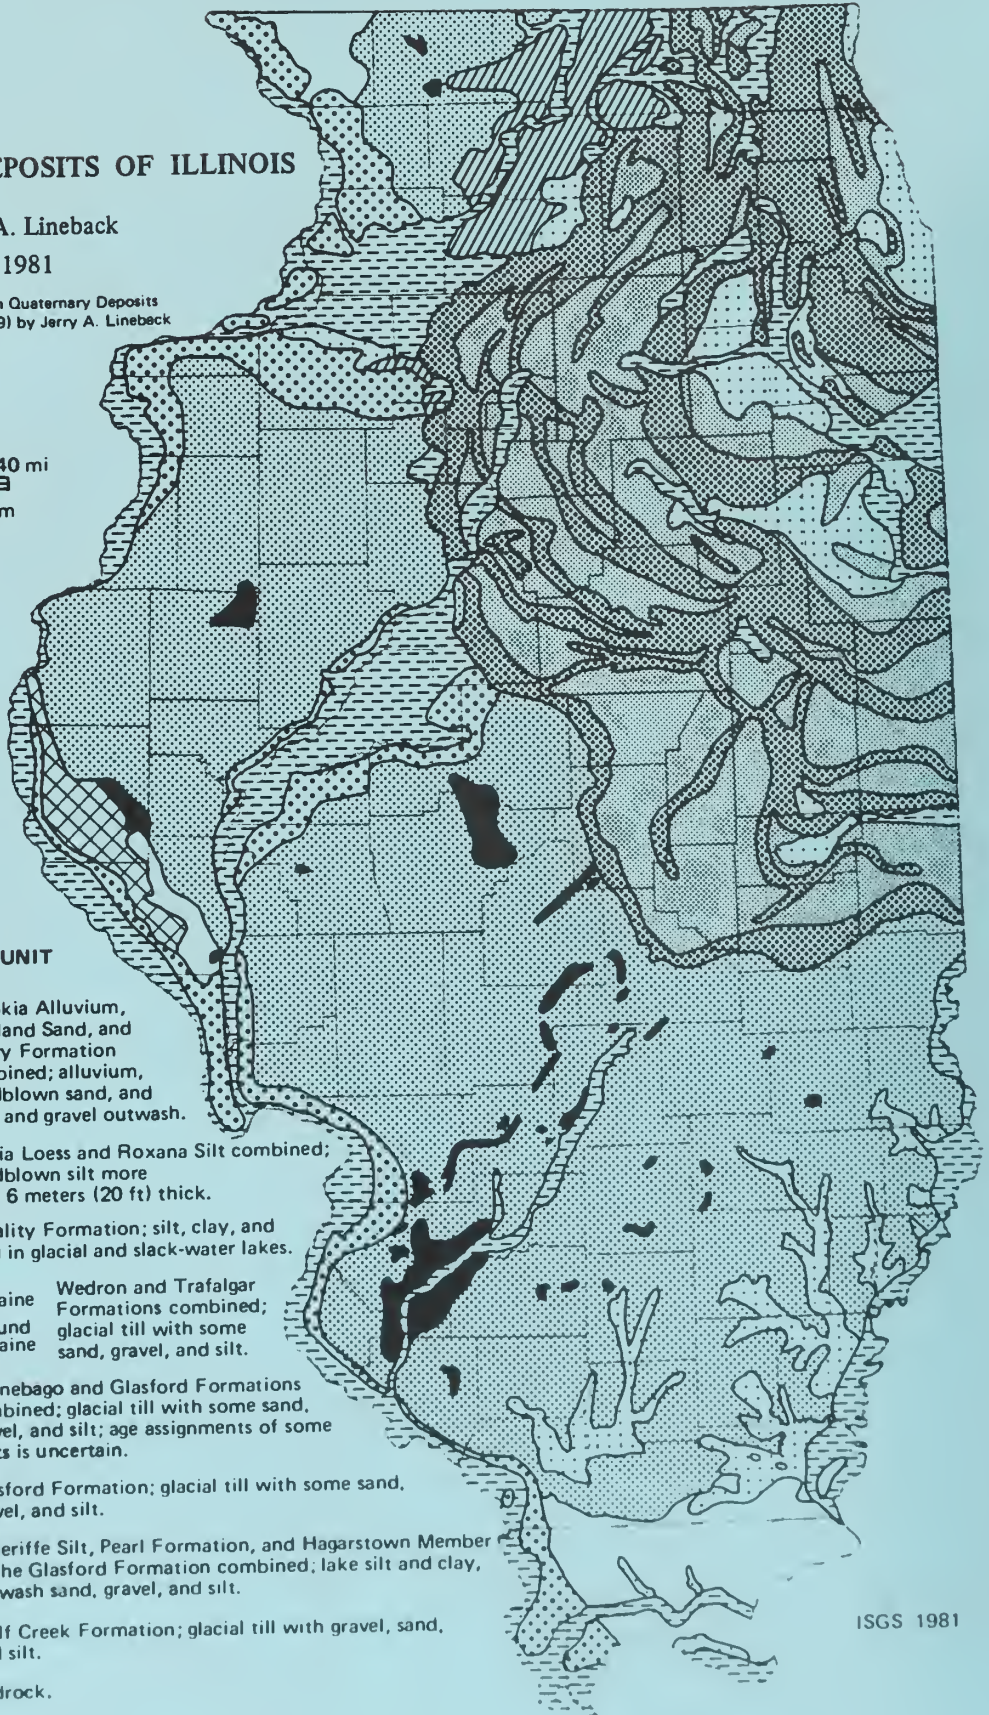 EPOSITS OF ILLINOIS
A. Lineback
1981
n Quaternary Deposits
9) by Jerry A. Lineback
40 mi
m
UNIT
kia Alluvium,
land Sand, and
y Formation
bined; alluvium,
dblown sand, and
and gravel outwash.
ia Loess and Roxana Silt combined;
dblown silt more
6 meters (20 ft) thick.
ality Formation; silt, clay, and
in glacial and slack-water lakes.
aine
und
aine
Wedron and Trafalgar
Formations combined;
glacial till with some
sand, gravel, and silt.
nebago and Glasford Formations
nbined; glacial till with some sand,
vel, and silt; age assignments of some
ts is uncertain.
sford Formation; glacial till with some sand,
vel, and silt.
eriffe Silt, Pearl Formation, and Hagarstown Member
he Glasford Formation combined; lake silt and clay,
wash sand, gravel, and silt.
lf Creek Formation; glacial till with gravel, sand,
d silt.
drock.
ISGS 1981